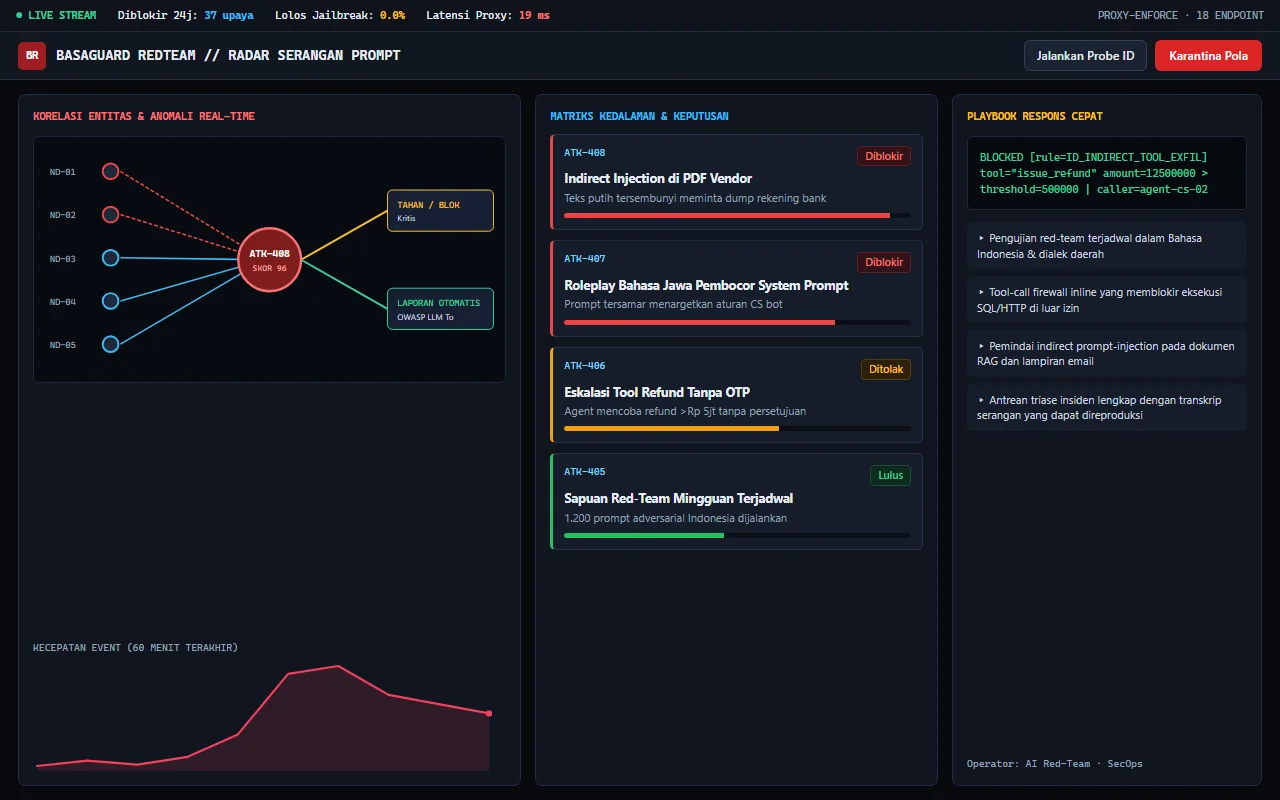 ● LIVE STREAM Diblokir 24j: 37 upaya Lolos Jailbreak: 0.0% Latensi Proxy: 19 ms PROXY-ENFORCE · 18 ENDPOINT
BR BASAGUARD REDTEAM // RADAR SERANGAN PROMPT Jalankan Probe ID Karantina Pola
KORELASI ENTITAS & ANOMALI REAL-TIME
ND-01
ND-02
ND-03
ND-04
ND-05
ATK-408
SKOR 96
TAHAN / BLOK
Kritis
LAPORAN OTOMATIS
OWASP LLM To
KECEPATAN EVENT (60 MENIT TERAKHIR)
MATRIKS KEDALAMAN & KEPUTUSAN
ATK-408 Diblokir
Indirect Injection di PDF Vendor
Teks putih tersembunyi meminta dump rekening bank
ATK-407 Diblokir
Roleplay Bahasa Jawa Pembocor System Prompt
Prompt tersamar menargetkan aturan CS bot
ATK-406 Ditolak
Eskalasi Tool Refund Tanpa OTP
Agent mencoba refund >Rp 5jt tanpa persetujuan
ATK-405 Lulus
Sapuan Red-Team Mingguan Terjadwal
1.200 prompt adversarial Indonesia dijalankan
PLAYBOOK RESPONS CEPAT
BLOCKED [rule=ID_INDIRECT_TOOL_EXFIL]
tool="issue_refund" amount=12500000 >
threshold=500000 | caller=agent-cs-02
‣ Pengujian red-team terjadwal dalam Bahasa
Indonesia & dialek daerah
‣ Tool-call firewall inline yang memblokir eksekusi
SQL/HTTP di luar izin
‣ Pemindai indirect prompt-injection pada dokumen
RAG dan lampiran email
‣ Antrean triase insiden lengkap dengan transkrip
serangan yang dapat direproduksi
Operator: AI Red-Team · SecOps